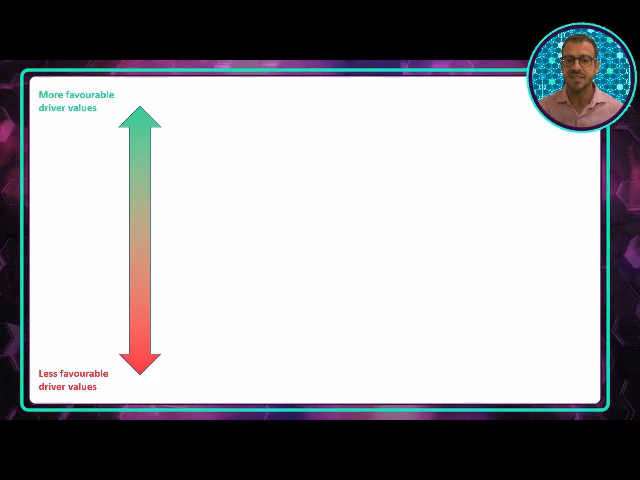 More favourable
driver values
Less favourable
driver values